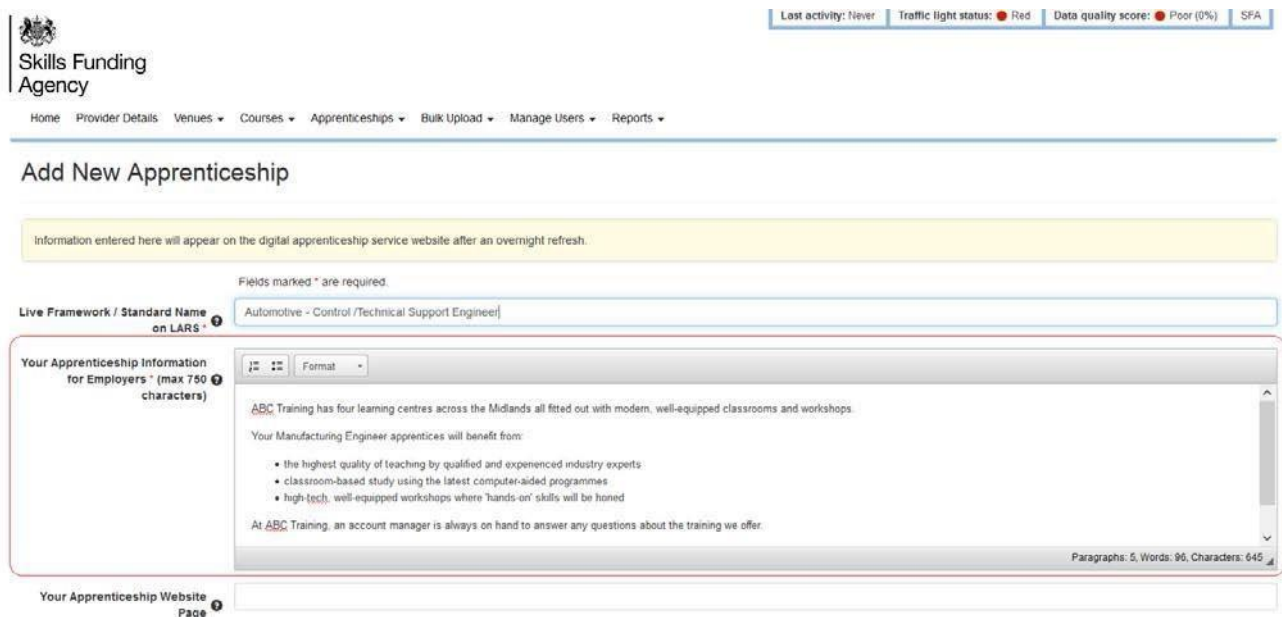 Last activity: Never Traffic light status: Red Data quality score: Poor (0%) SFA
Skills Funding
Agency
Home Provider Details Venues Courses Apprenticeships Bulk Upload Manage Users Reports
Add New Apprenticeship
Information entered here will appear on the digital apprenticeship service website after an overnight refresh.
Fields marked * are required.
Live Framework / Standard Name
on LARS *
Automotive - Control /Technical Support Engineer
Your Apprenticeship Information
for Employers * (max 750
characters)
Format
ABC Training has four learning centres across the Midlands all fitted out with modern, well-equipped classrooms and workshops.
Your Manufacturing Engineer apprentices will benefit from:
• the highest quality of teaching by qualified and experienced industry experts
• classroom-based study using the latest computer-aided programmes
• high-tech, well-equipped workshops where 'hands-on' skills will be honed
At ABC Training, an account manager is always on hand to answer any questions about the training we offer.
Paragraphs: 5, Words: 96, Characters: 645
Your Apprenticeship Website
Page